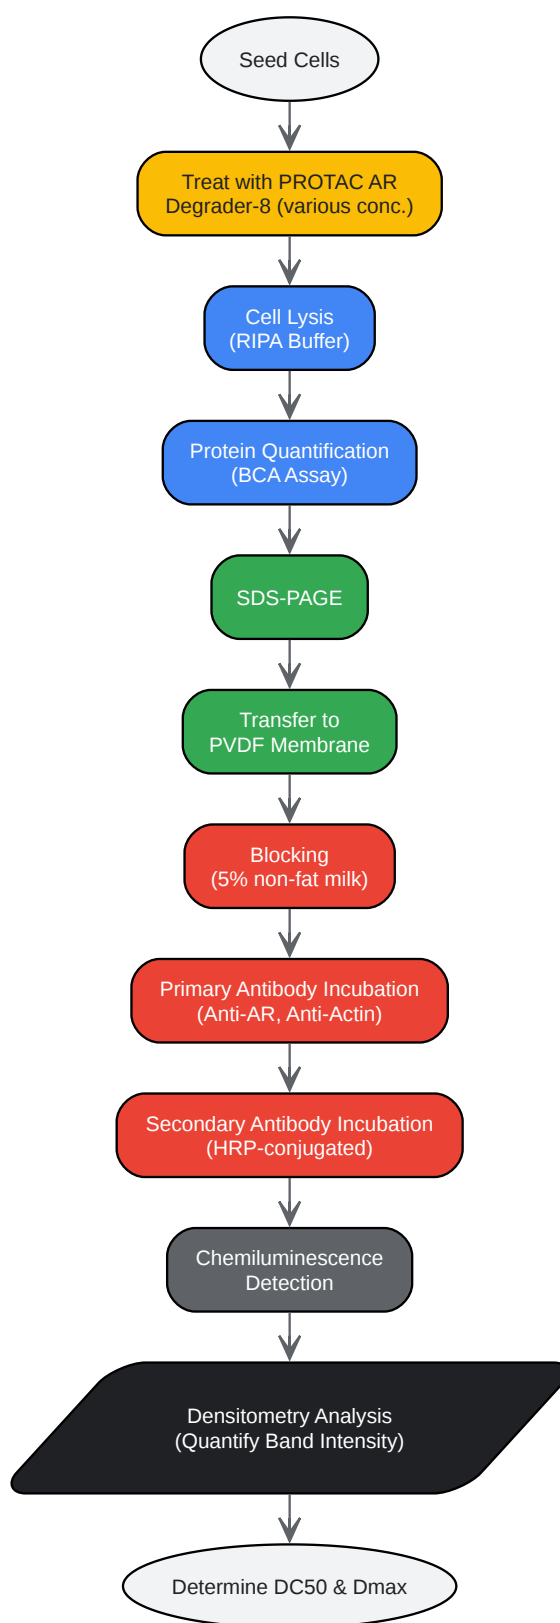 Seed Cells
Treat with PROTAC AR
Degrader-8 (various conc.)
Cell Lysis
(RIPA Buffer)
Protein Quantification
(BCA Assay)
SDS-PAGE
Transfer to
PVDF Membrane
Blocking
(5% non-fat milk)
Primary Antibody Incubation
(Anti-AR, Anti-Actin)
Secondary Antibody Incubation
(HRP-conjugated)
Chemiluminescence
Detection
Densitometry Analysis
(Quantify Band Intensity)
Determine DC50 & Dmax